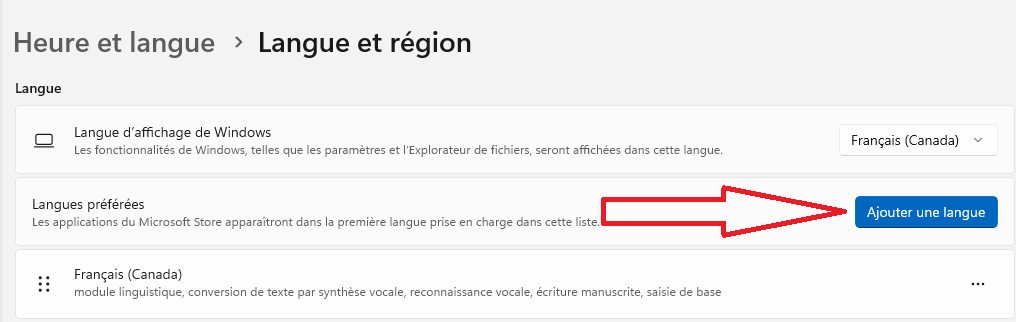 Heure et langue > Langue et région
Langue
Langue d’affichage de Windows
Les fonctionnalités de Windows, telles que les paramètres et l'Explorateur de fichiers, seront affichées dans cette langue.
Français (Canada)
Langues préférées
Les applications du Microsoft Store apparaîtront dans la première langue prise en charge dans cette liste.
Ajouter une langue
Français (Canada)
module linguistique, conversion de texte par synthèse vocale, reconnaissance vocale, écriture manuscrite, saisie de base